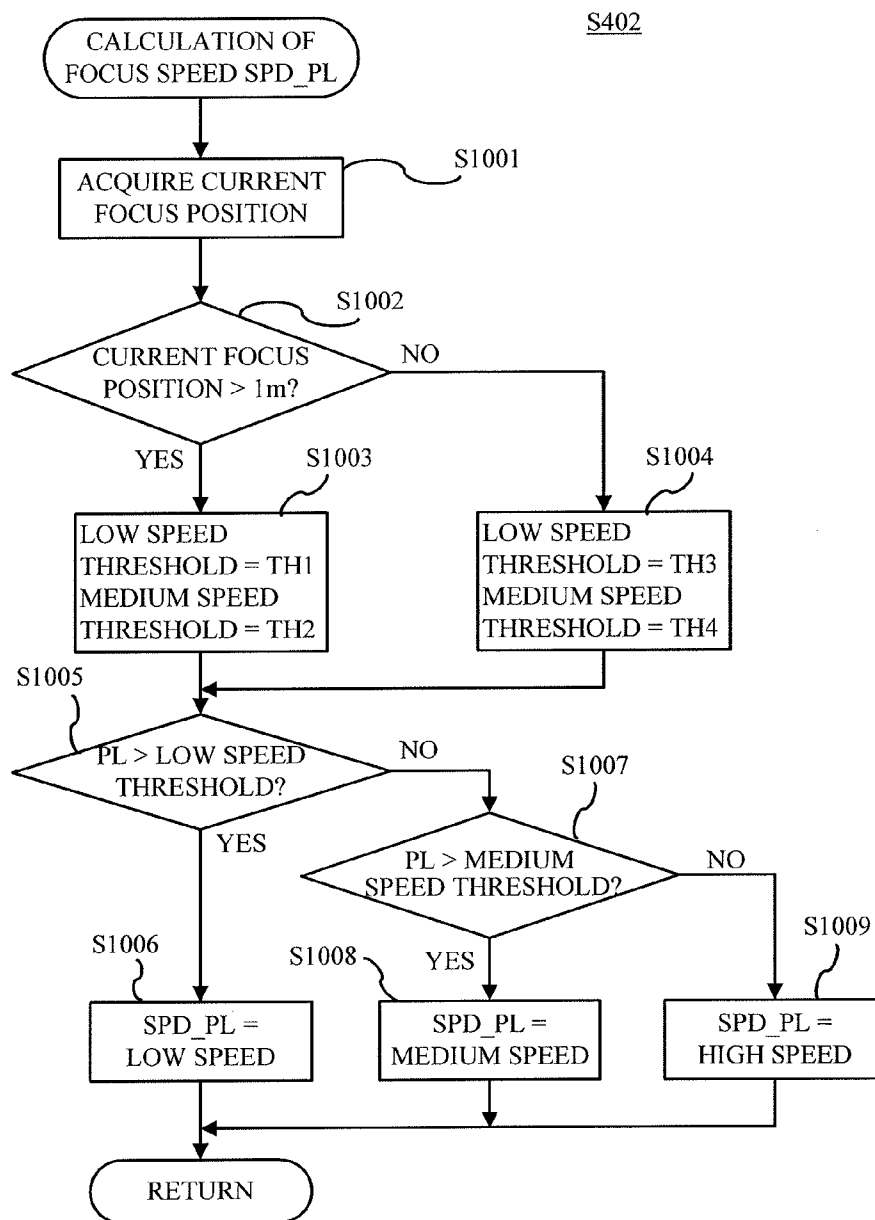 S402
CALCULATION OF
FOCUS SPEED SPD_PL
S1001
ACQUIRE CURRENT
FOCUS POSITION
S1002
CURRENT FOCUS
POSITION > 1m?
NO
YES
S1003
LOW SPEED
THRESHOLD = TH1
MEDIUM SPEED
THRESHOLD = TH2
S1004
LOW SPEED
THRESHOLD = TH3
MEDIUM SPEED
THRESHOLD = TH4
S1005
PL > LOW SPEED
THRESHOLD?
NO
YES
S1007
PL > MEDIUM
SPEED THRESHOLD?
NO
YES
S1006
SPD_PL =
LOW SPEED
S1008
SPD_PL =
MEDIUM SPEED
S1009
SPD_PL =
HIGH SPEED
RETURN